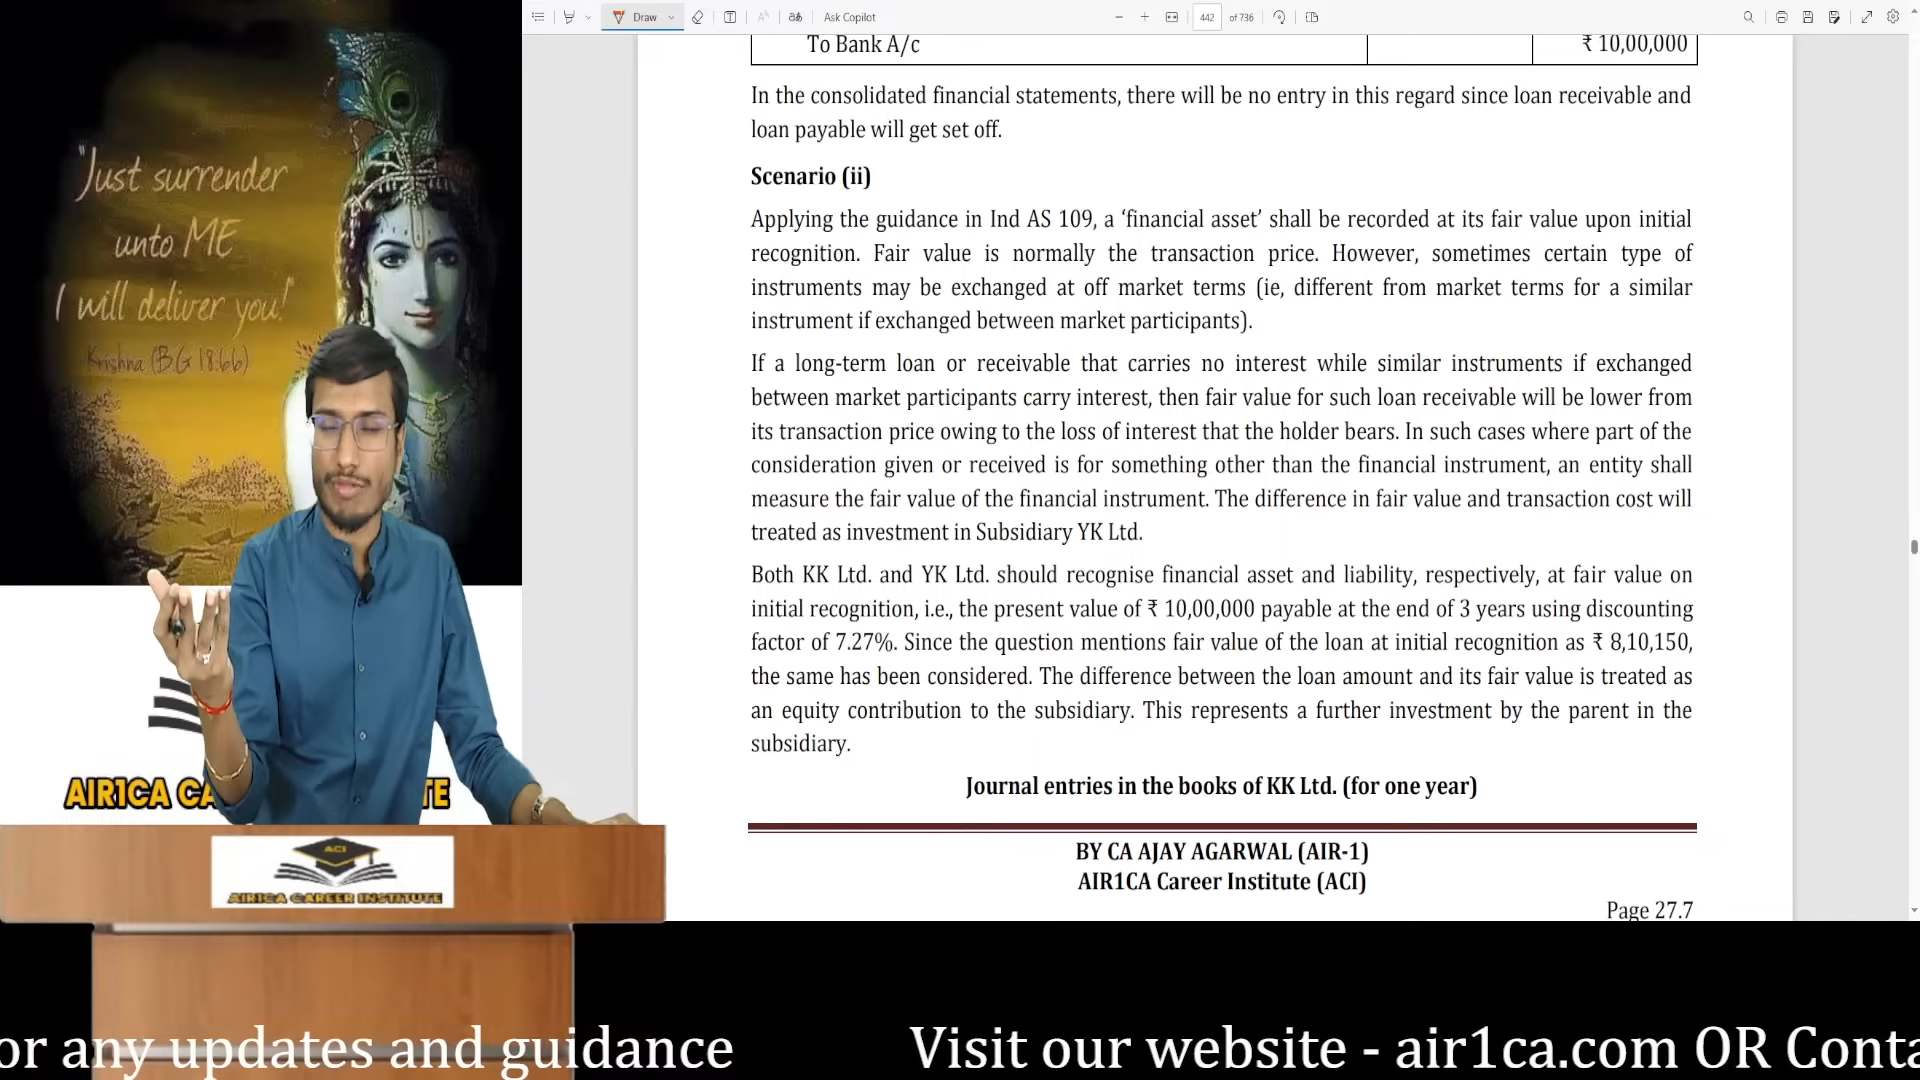 Draw
Ask Copilot
442 of 736
To Bank A/c ₹ 10,00,000
In the consolidated financial statements, there will be no entry in this regard since loan receivable and
loan payable will get set off.
Scenario (ii)
Applying the guidance in Ind AS 109, a ‘financial asset’ shall be recorded at its fair value upon initial
recognition. Fair value is normally the transaction price. However, sometimes certain type of
instruments may be exchanged at off market terms (ie, different from market terms for a similar
instrument if exchanged between market participants).
If a long-term loan or receivable that carries no interest while similar instruments if exchanged
between market participants carry interest, then fair value for such loan receivable will be lower from
its transaction price owing to the loss of interest that the holder bears. In such cases where part of the
consideration given or received is for something other than the financial instrument, an entity shall
measure the fair value of the financial instrument. The difference in fair value and transaction cost will
treated as investment in Subsidiary YK Ltd.
Both KK Ltd. and YK Ltd. should recognise financial asset and liability, respectively, at fair value on
initial recognition, i.e., the present value of ₹ 10,00,000 payable at the end of 3 years using discounting
factor of 7.27%. Since the question mentions fair value of the loan at initial recognition as ₹ 8,10,150,
the same has been considered. The difference between the loan amount and its fair value is treated as
an equity contribution to the subsidiary. This represents a further investment by the parent in the
subsidiary.
Journal entries in the books of KK Ltd. (for one year)
BY CA AJAY AGARWAL (AIR-1)
AIR1CA Career Institute (ACI)
Page 27.7
"Just surrender
unto ME
I will deliver you!"
Krishna (B.G 18:66)
AIR1CA CA TE
ACI
AIR1CA CAREER INSTITUTE
or any updates and guidance
Visit our website - air1ca.com OR Conta